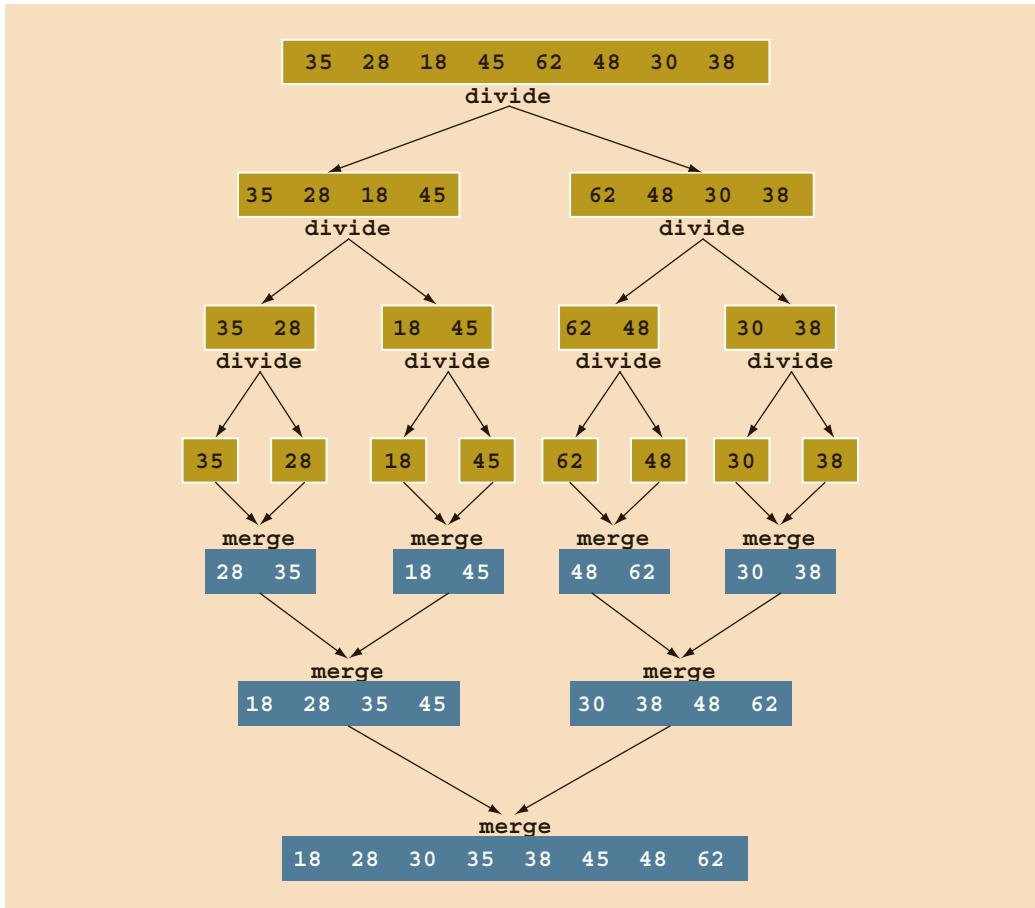 35 28 18 45 62 48 30 38
divide
35 28 18 45 62 48 30 38
divide divide
35 28 18 45 62 48 30 38
divide divide divide divide
35 28 18 45 62 48 30 38
merge merge merge merge
28 35 18 45 48 62 30 38
merge merge
18 28 35 45 30 38 48 62
merge
18 28 30 35 38 45 48 62